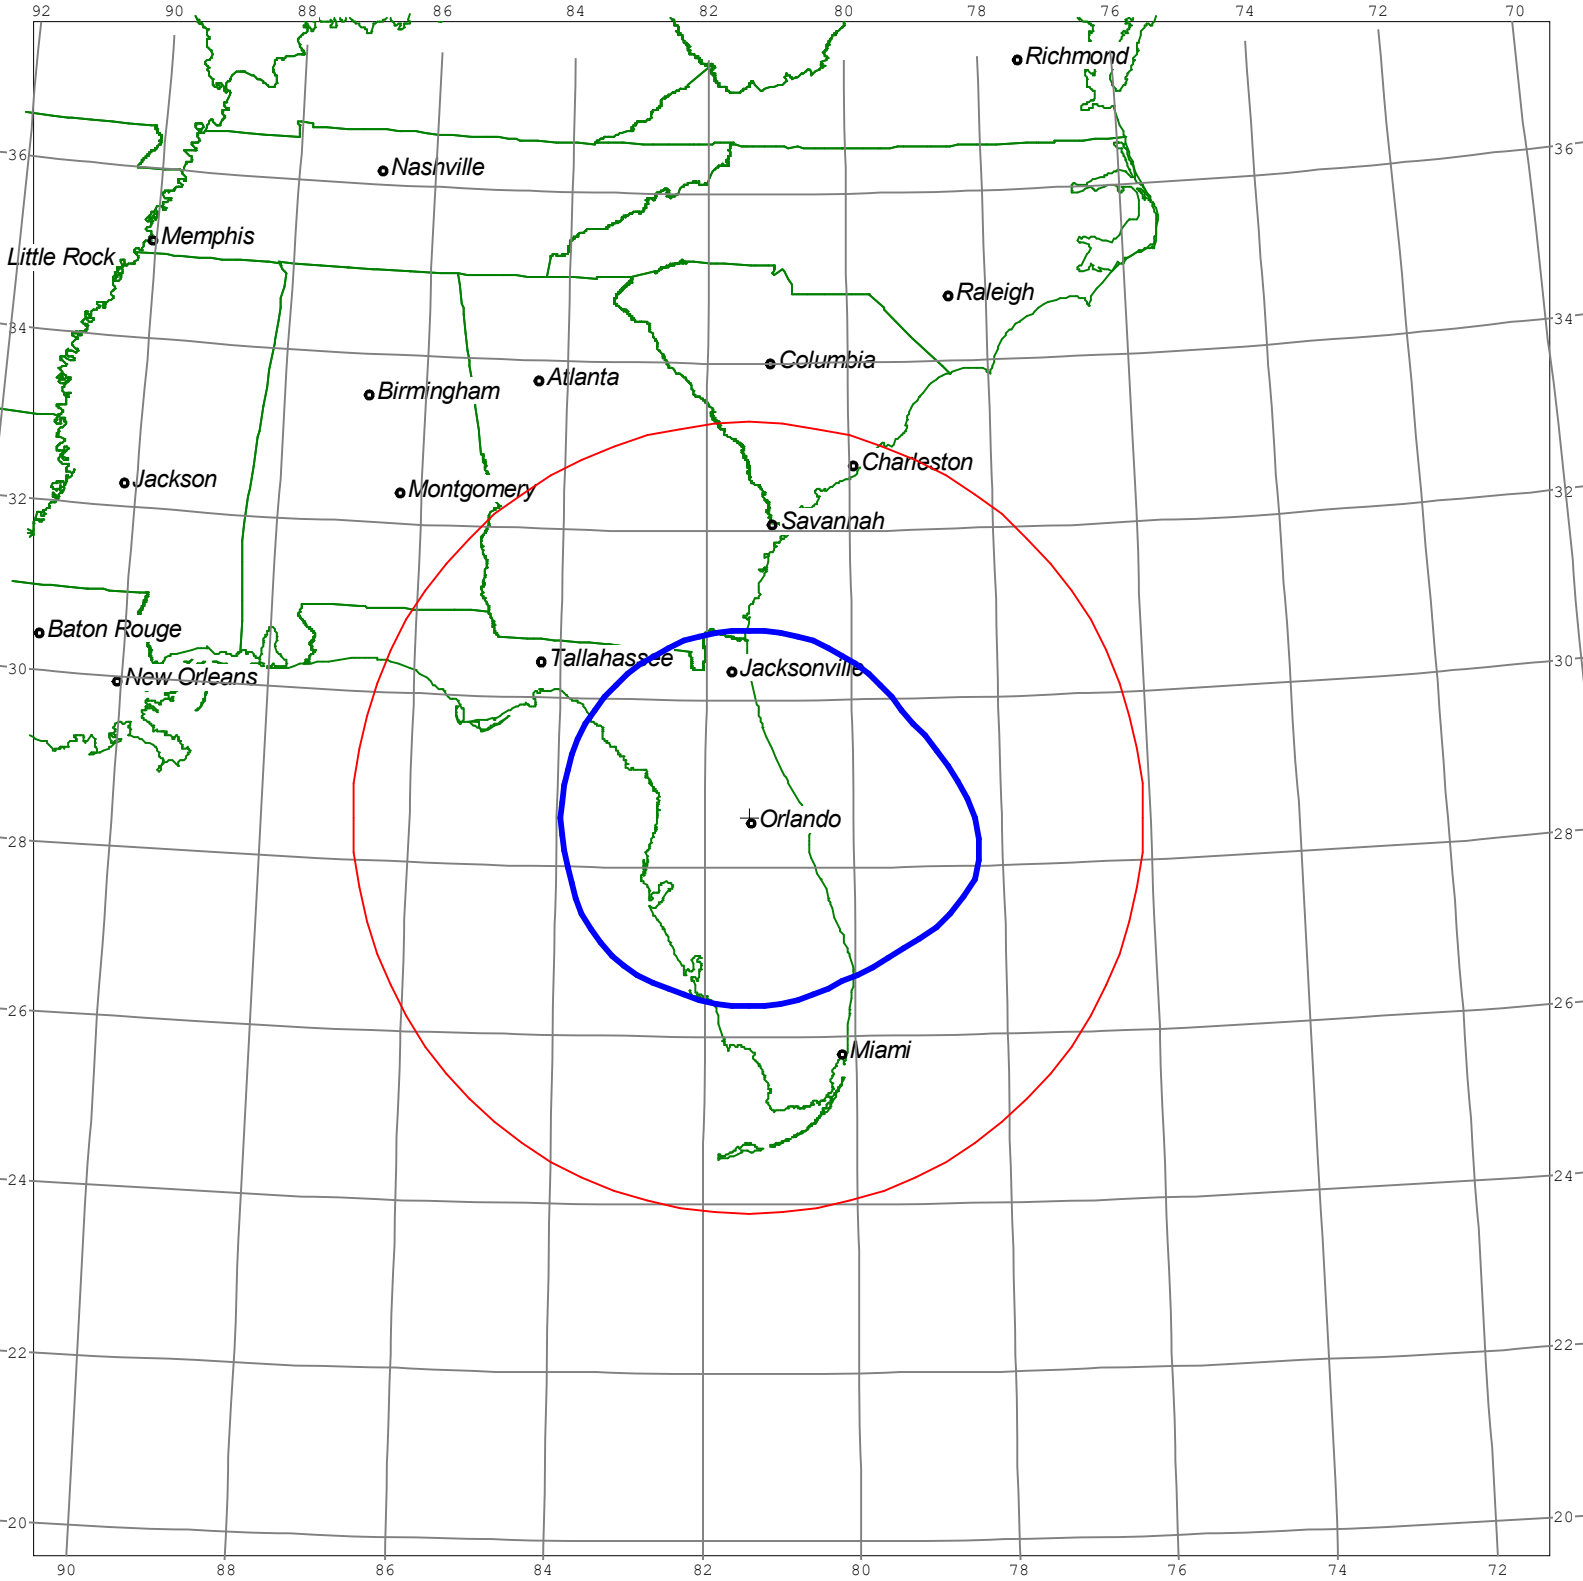 92 90 88 86 84 82 80 78 76 74 72 70
Richmond
36 36
Nashville
Memphis
Little Rock
Raleigh
34 34
Columbia
Atlanta
Birmingham
Charleston
Jackson
Montgomery
32 32
Savannah
Baton Rouge
Tallahassee
30 30
Jacksonville
New Orleans
Orlando
28 28
26 26
Miami
24 24
22 22
20 20
90 88 86 84 82 80 78 76 74 72